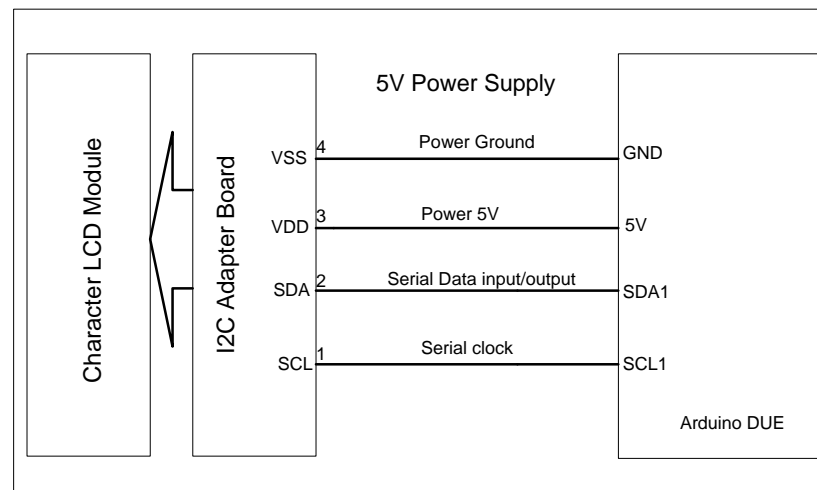 Character LCD Module
I2C Adapter Board
5V Power Supply
VSS 4 Power Ground GND
VDD 3 Power 5V 5V
SDA 2 Serial Data input/output SDA1
SCL 1 Serial clock SCL1
Arduino DUE